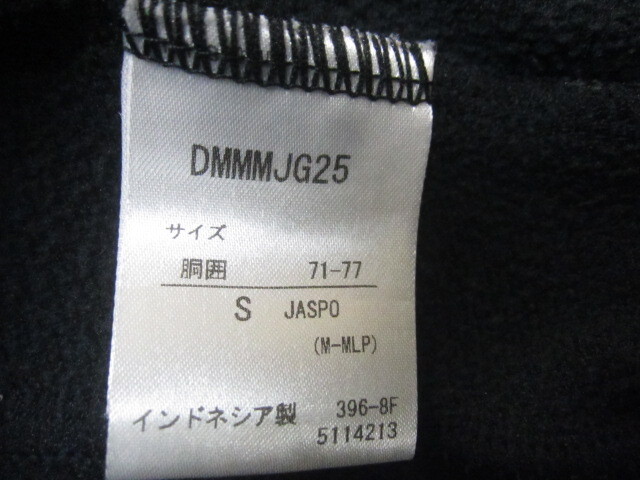 DMMMJG25
サイズ
胴囲 71-77
S JASPO
(M-MLP)
インドネシア製 396-8F
5114213